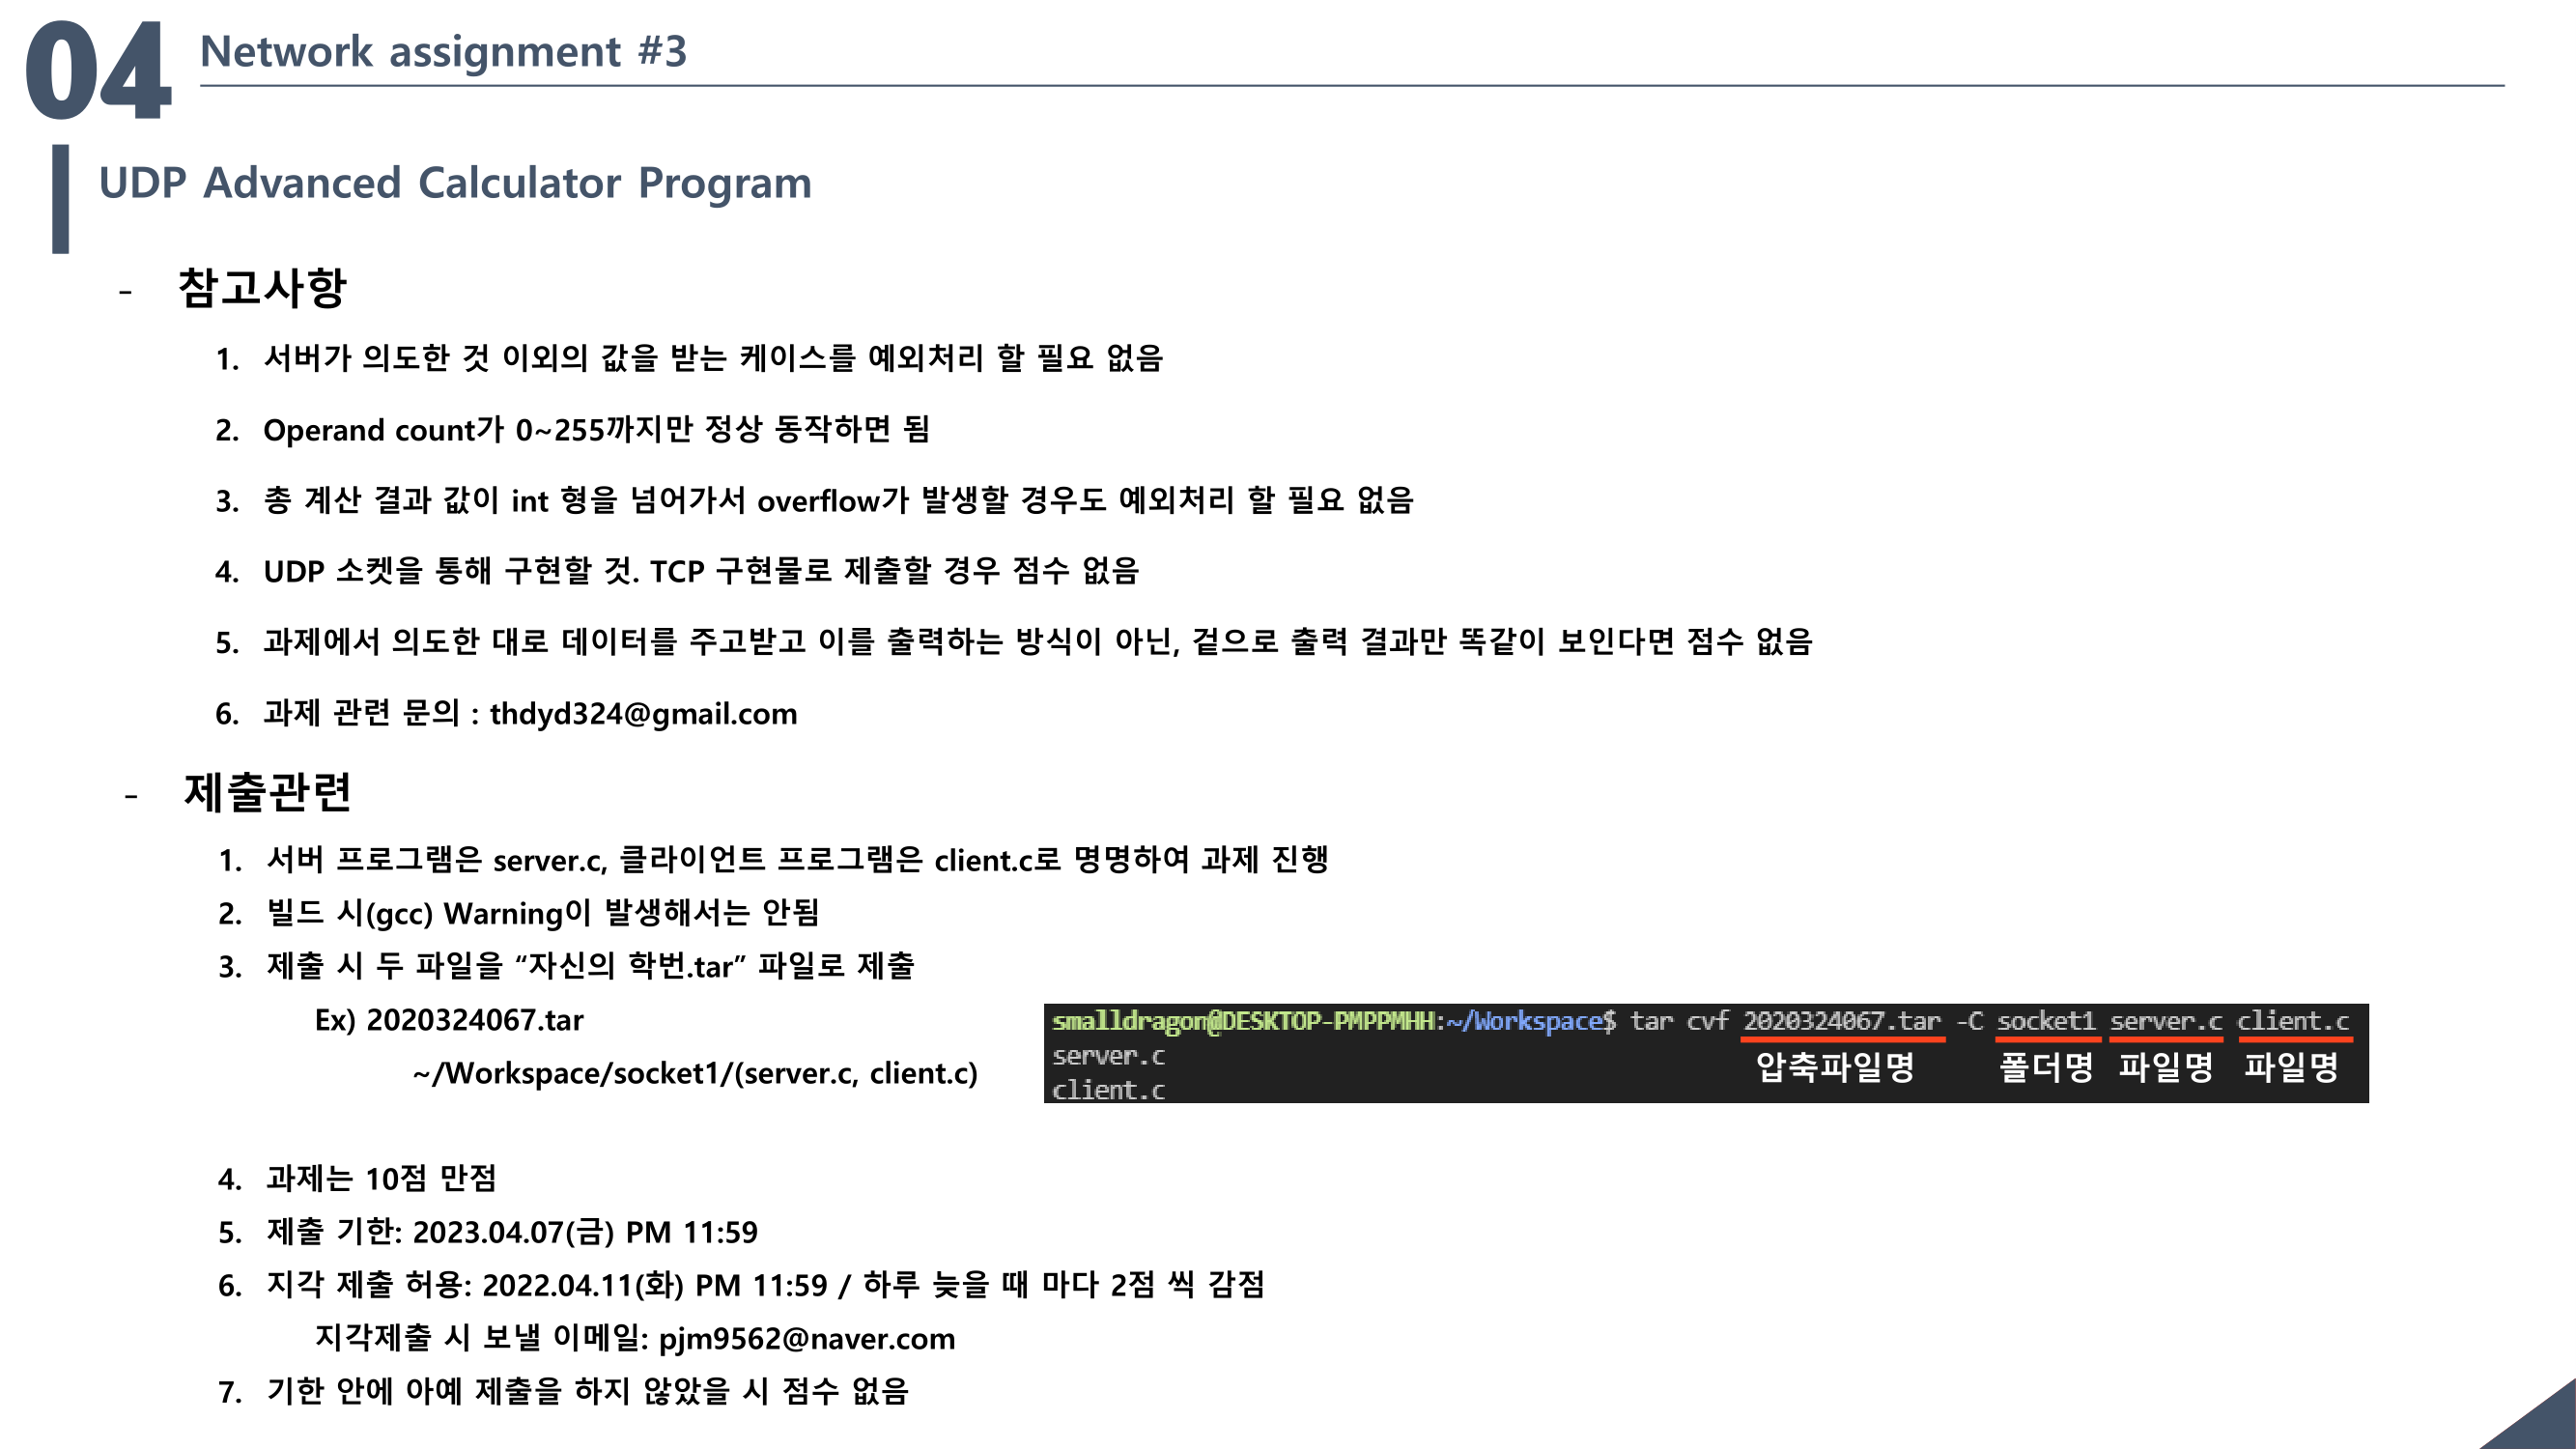 04 Network assignment #3
UDP Advanced Calculator Program
- 참고사항
1. 서버가 의도한 것 이외의 값을 받는 케이스를 예외처리 할 필요 없음
2. Operand count가 0~255까지만 정상 동작하면 됨
3. 총 계산 결과 값이 int 형을 넘어가서 overflow가 발생할 경우도 예외처리 할 필요 없음
4. UDP 소켓을 통해 구현할 것. TCP 구현물로 제출할 경우 점수 없음
5. 과제에서 의도한 대로 데이터를 주고받고 이를 출력하는 방식이 아닌, 겉으로 출력 결과만 똑같이 보인다면 점수 없음
6. 과제 관련 문의 : thdyd324@gmail.com
- 제출관련
1. 서버 프로그램은 server.c, 클라이언트 프로그램은 client.c로 명명하여 과제 진행
2. 빌드 시(gcc) Warning이 발생해서는 안됨
3. 제출 시 두 파일을 “자신의 학번.tar” 파일로 제출
Ex) 2020324067.tar
~/Workspace/socket1/(server.c, client.c)
smalldragon@DESKTOP-PMPPMHH:~/Workspace$ tar cvf 2020324067.tar -C socket1 server.c client.c
server.c
압축파일명 폴더명 파일명 파일명
client.c
4. 과제는 10점 만점
5. 제출 기한: 2023.04.07(금) PM 11:59
6. 지각 제출 허용: 2022.04.11(화) PM 11:59 / 하루 늦을 때 마다 2점 씩 감점
지각제출 시 보낼 이메일: pjm9562@naver.com
7. 기한 안에 아예 제출을 하지 않았을 시 점수 없음